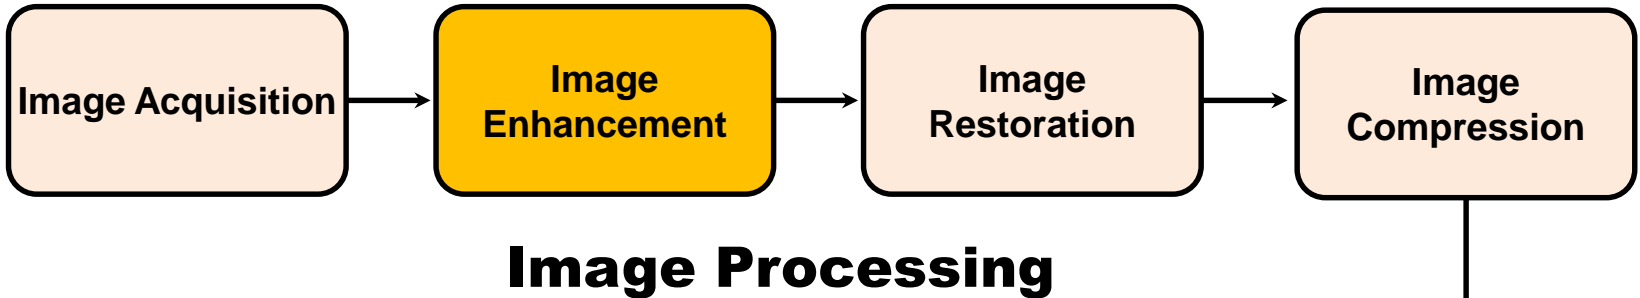 Image Acquisition
Image
Enhancement
Image
Restoration
Image
Compression
Image Processing